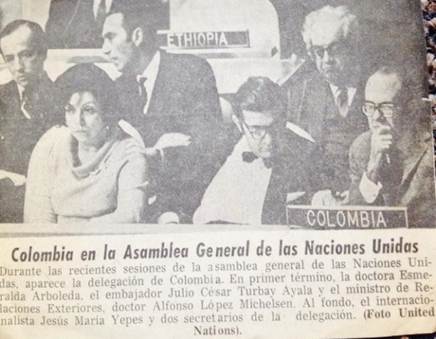 ETHIOPIA
COLOMBIA
Colombia en la Asamblea General de las Naciones Unidas
Durante las recientes sesiones de la asamblea general de las Naciones Uni-
das, aparece la delegación de Colombia. En primer término, la doctora Esme-
ralda Arboleda, el embajador Julio César Turbay Ayala y el ministro de Re-
laciones Exteriores, doctor Alfonso López Michelsen. Al fondo, el internacio-
nalista Jesús María Yepes y dos secretarios de la delegación. (Foto United
Nations).